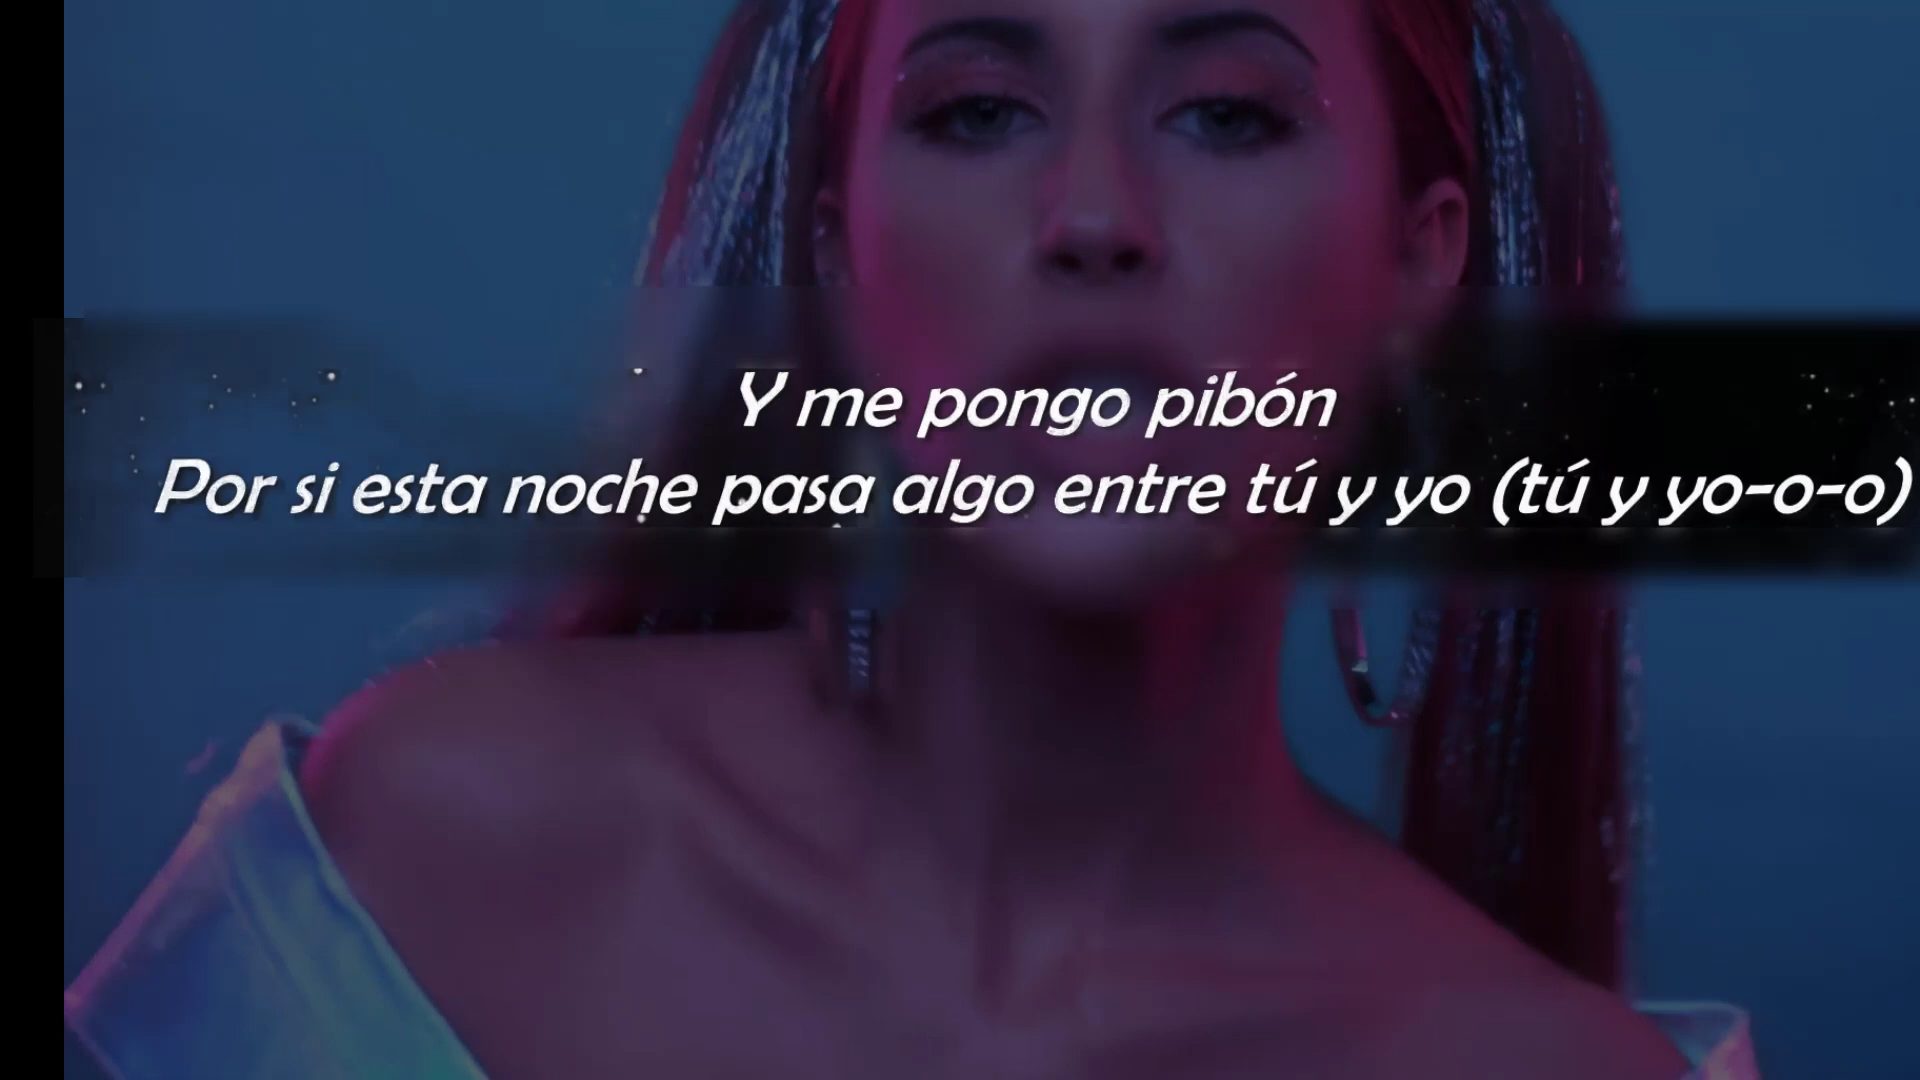 Y me pongo pibón
Por si esta noche pasa algo entre tú y yo (tú y yo-o-o)